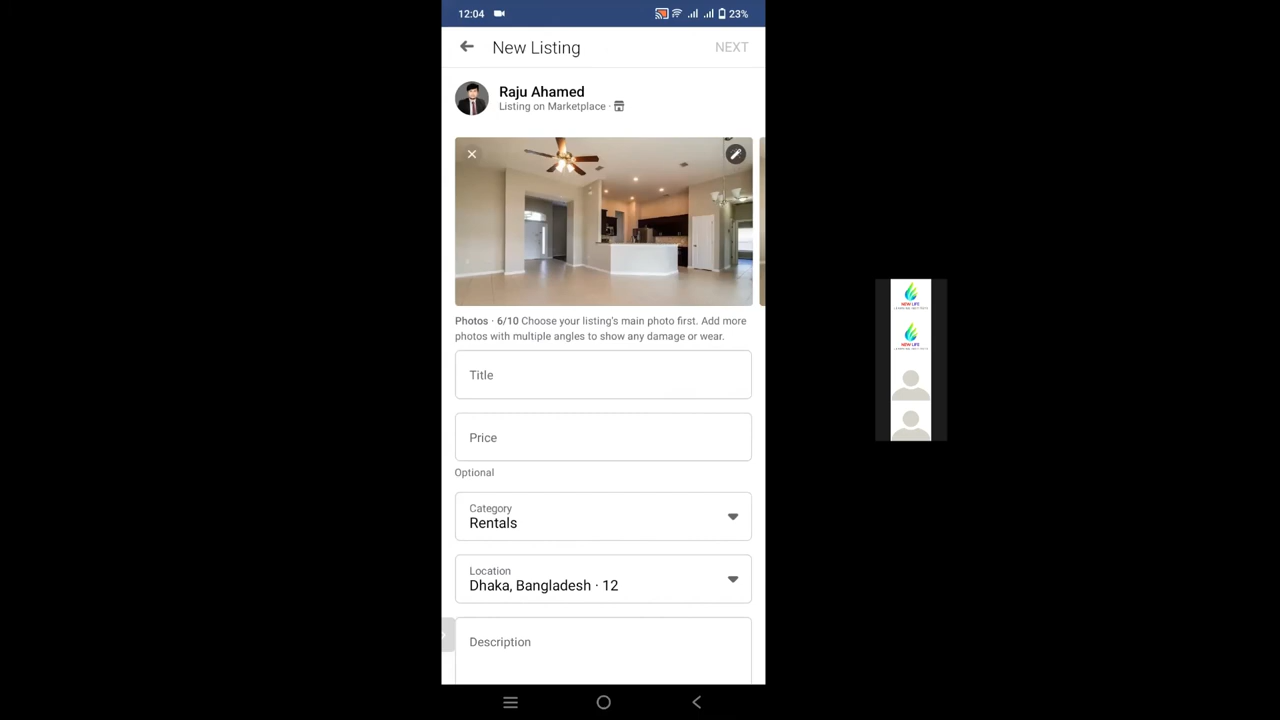 12:04
23%
New Listing
NEXT
Raju Ahamed
Listing on Marketplace ·
Photos · 6/10 Choose your listing's main photo first. Add more
photos with multiple angles to show any damage or wear.
Title
Price
Optional
Category
Rentals
Location
Dhaka, Bangladesh · 12
Description
NEW LIFE
NEW LIFE